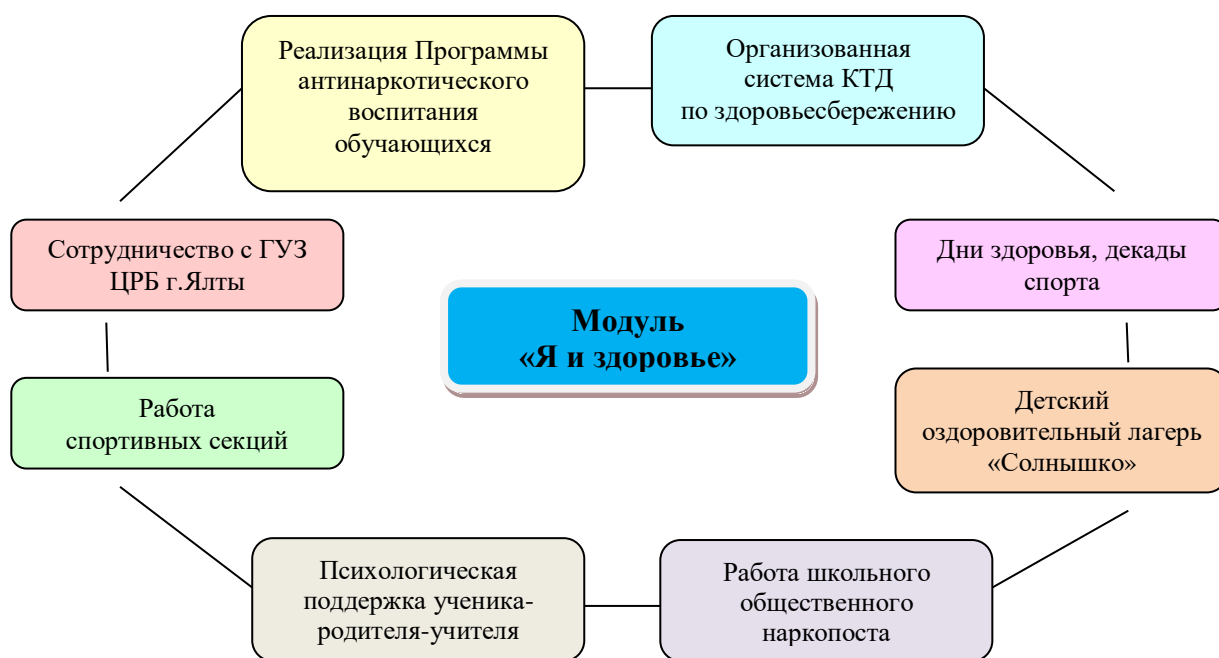 Реализация Программы
антинаркотического
воспитания
обучающихся
Организованная
система КТД
по здоровьесбережению
Сотрудничество с ГУЗ
ЦРБ г.Ялты
Дни здоровья, декады
спорта
Модуль
«Я и здоровье»
Работа
спортивных секций
Детский
оздоровительный лагерь
«Солнышко»
Психологическая
поддержка ученика-
родителя-учителя
Работа школьного
общественного
наркопоста